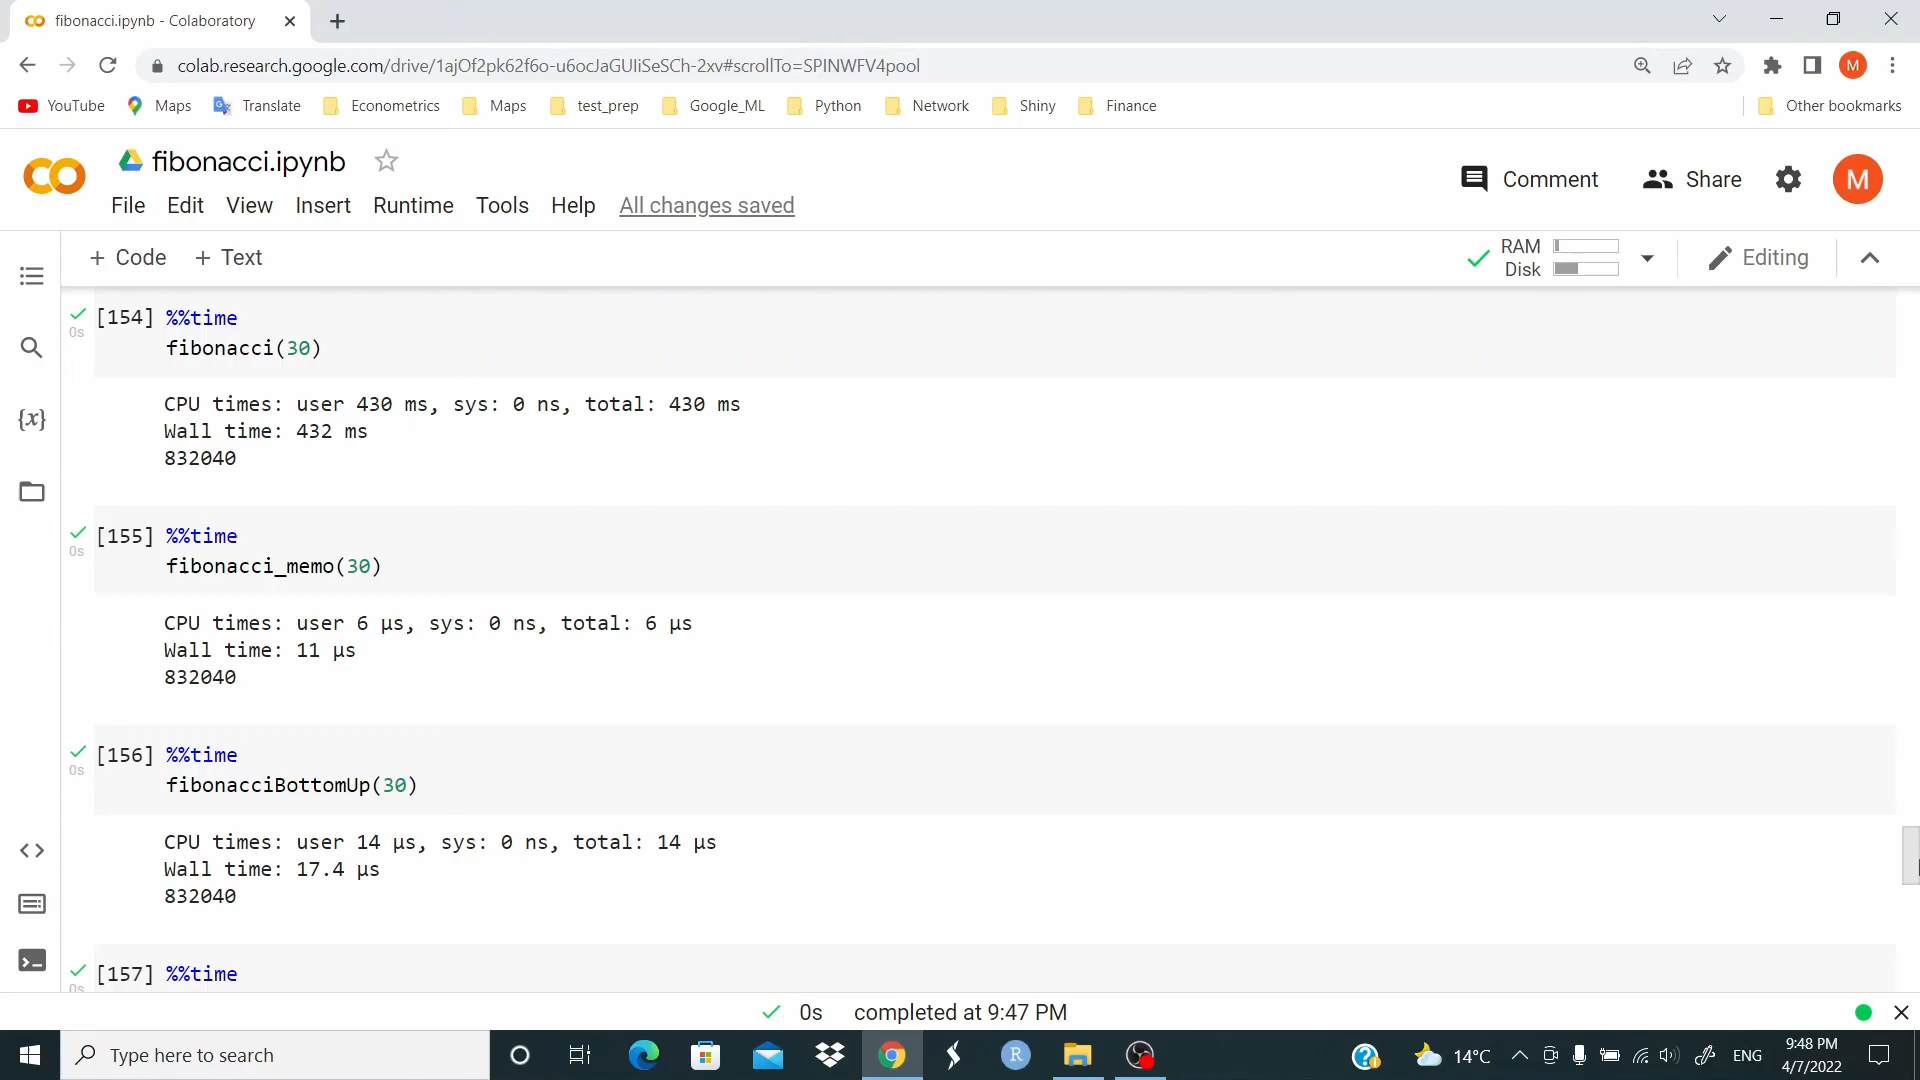 fibonacci.ipynb - Colaboratory
colab.research.google.com/drive/1ajOf2pk62f6o-u6ocJaGUIiSeSCh-2xv#scrollTo=SPINWFV4pool
M
YouTube Maps Translate Econometrics Maps test_prep Google_ML Python Network Shiny Finance Other bookmarks
fibonacci.ipynb
Comment Share M
File Edit View Insert Runtime Tools Help All changes saved
+ Code + Text
RAM
Disk
Editing
[154] %%time
0s
fibonacci(30)
CPU times: user 430 ms, sys: 0 ns, total: 430 ms
Wall time: 432 ms
832040
{x}
[155] %%time
0s
fibonacci_memo(30)
CPU times: user 6 µs, sys: 0 ns, total: 6 µs
Wall time: 11 µs
832040
[156] %%time
0s
fibonacciBottomUp(30)
CPU times: user 14 µs, sys: 0 ns, total: 14 µs
Wall time: 17.4 µs
832040
[157] %%time
0s
0s completed at 9:47 PM
Type here to search
R
14°C
ENG
9:48 PM
4/7/2022